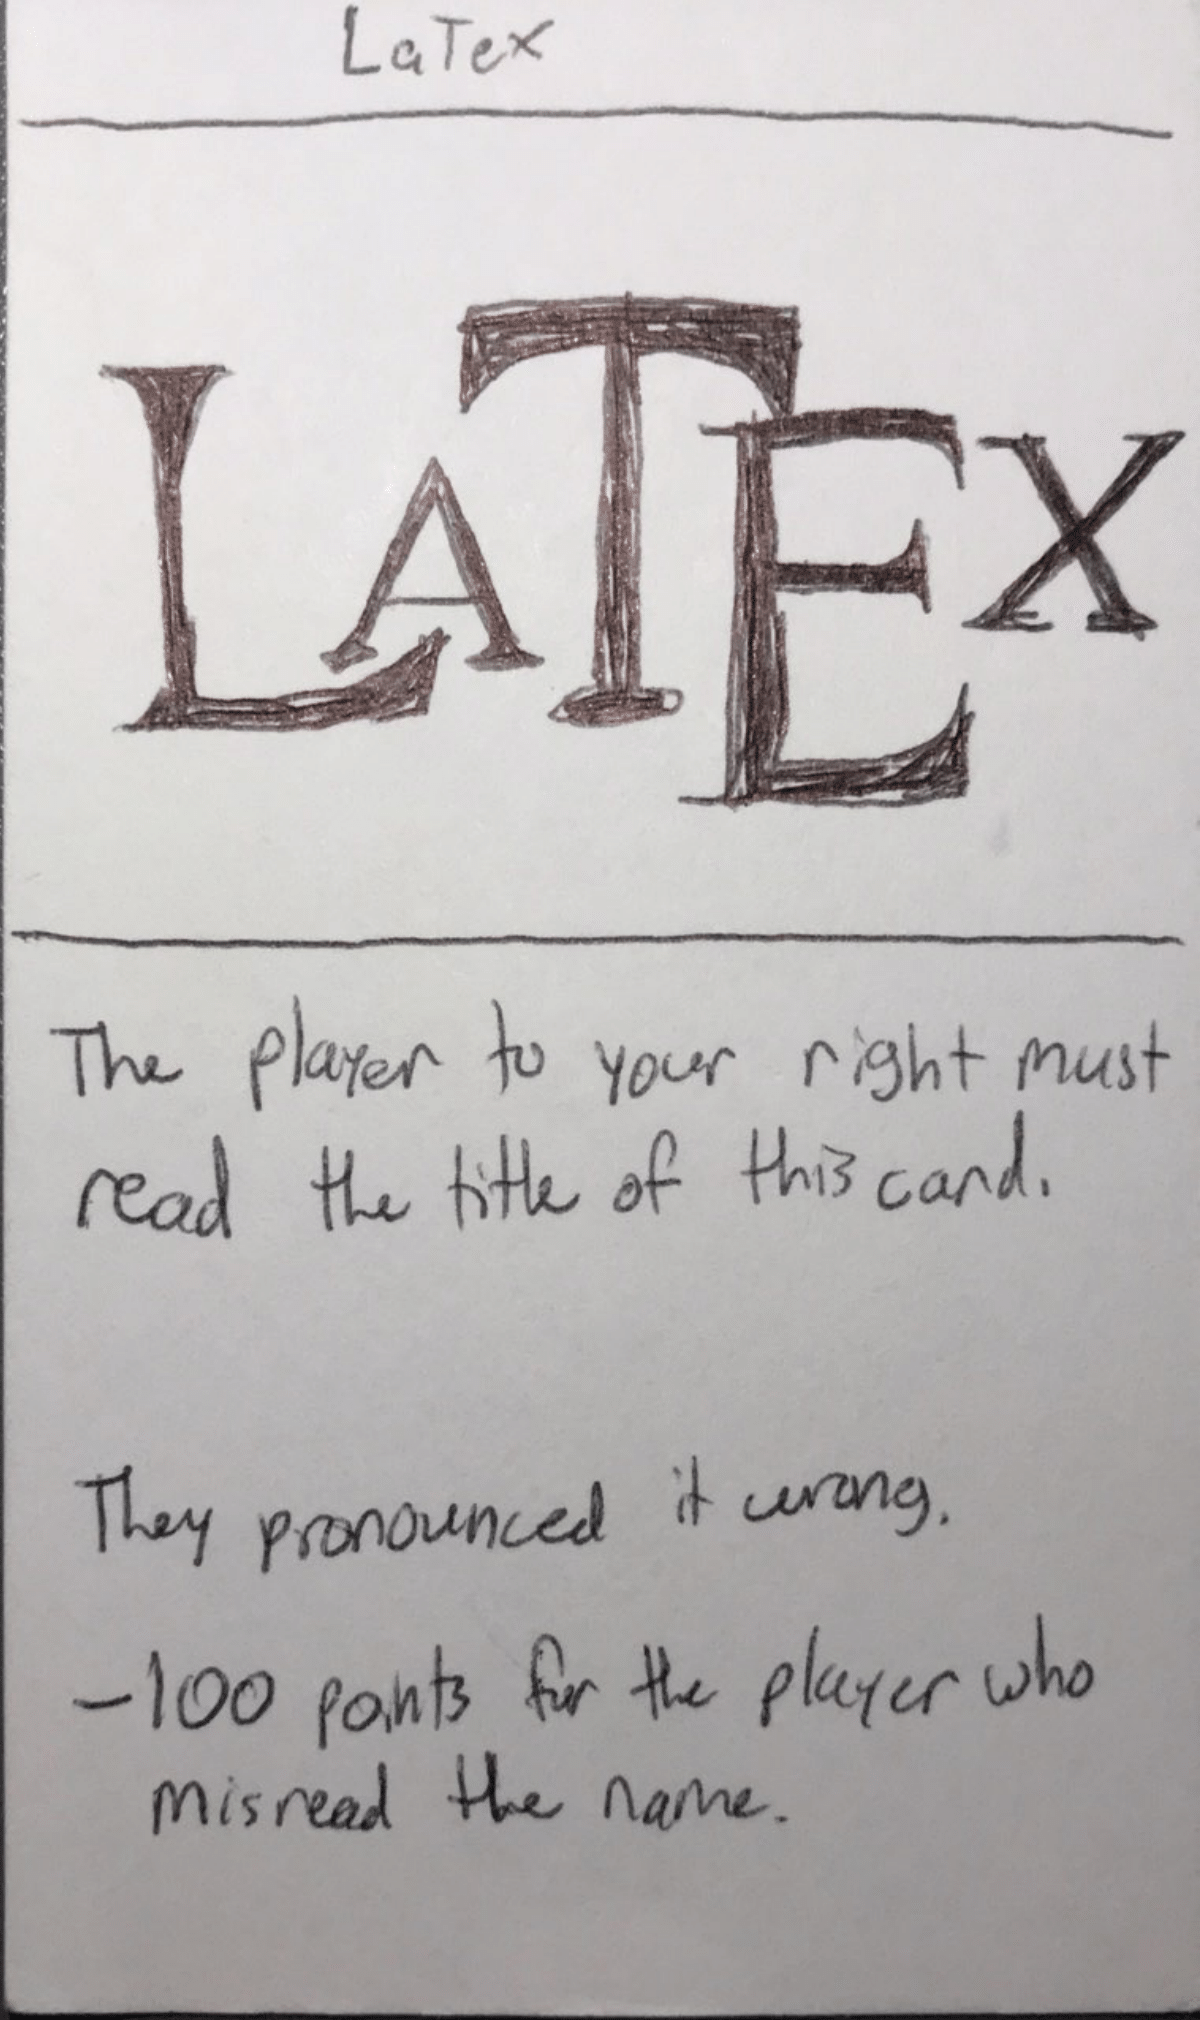 LaTex
LATEX
The player to your right must
read the title of this card.
They pronounced it wrong.
-100 points for the player who
misread the name.